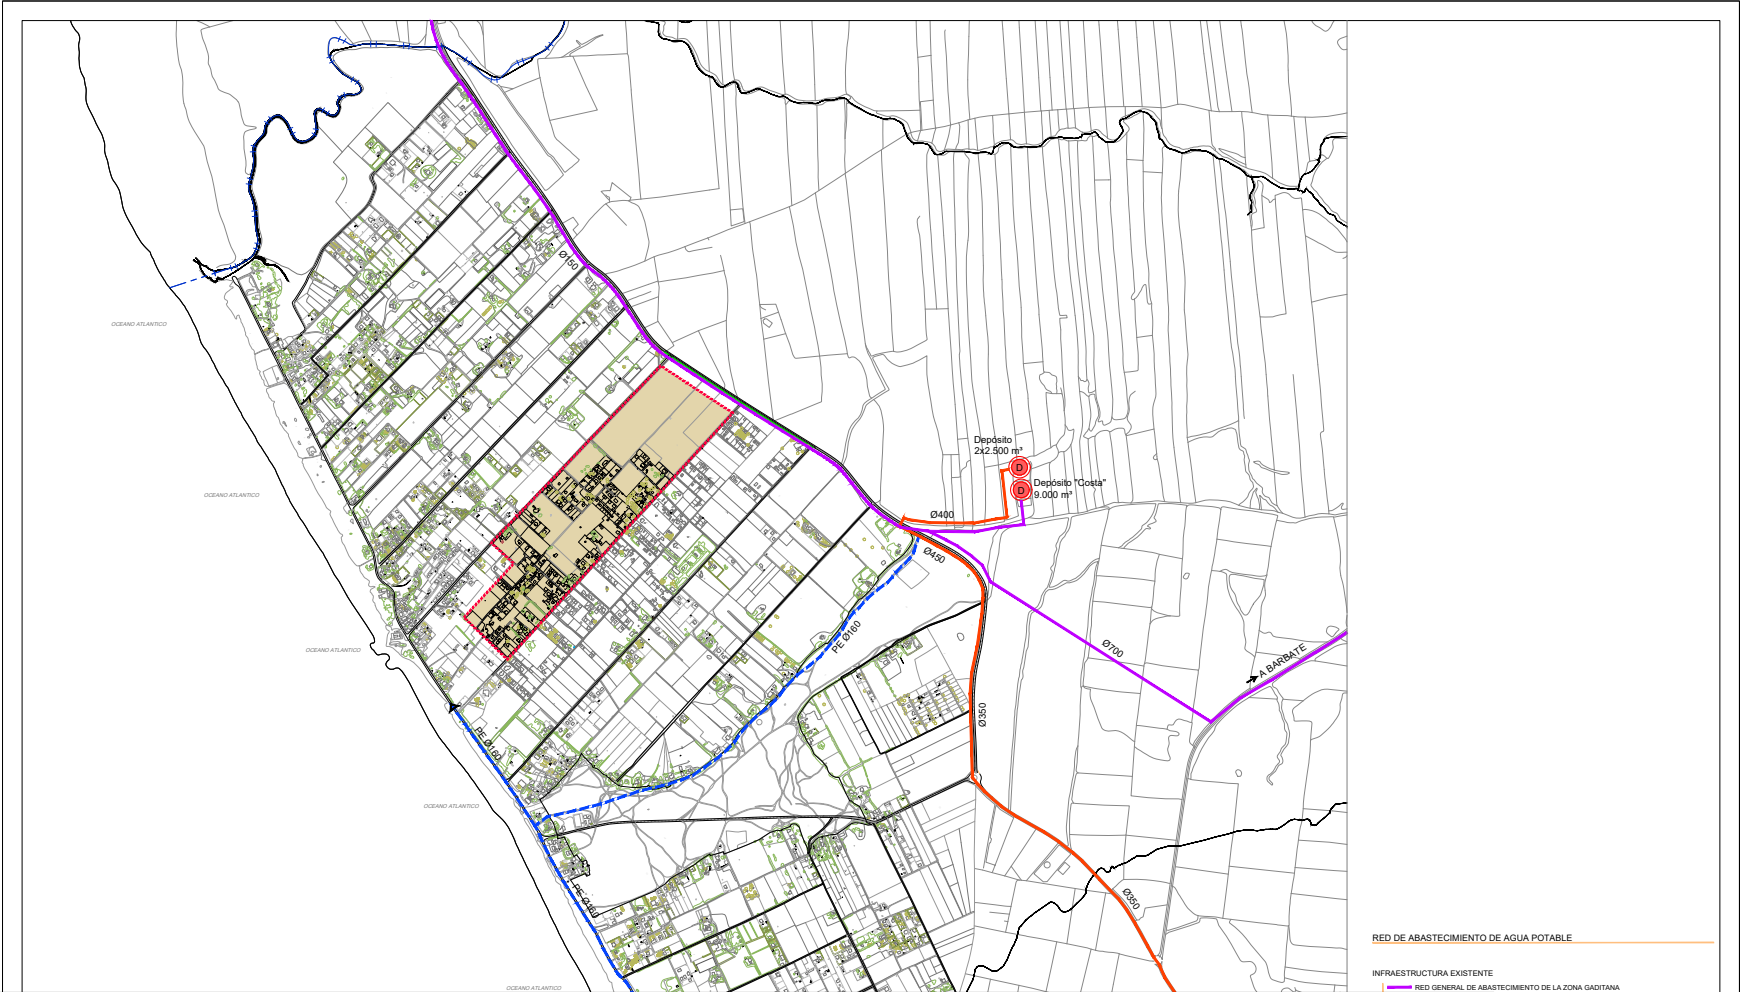 Ø150
OCEANO ATLANTICO
Depósito
2x2.500 m³
D
D
Depósito "Costa"
9.000 m³
OCEANO ATLANTICO
Ø400
Ø450
PE Ø160
Ø700
OCEANO ATLANTICO
A BARBATE
Ø350
PE Ø160
OCEANO ATLANTICO
PE Ø160
Ø350
RED DE ABASTECIMIENTO DE AGUA POTABLE
INFRAESTRUCTURA EXISTENTE
OCEANO ATLANTICO
RED GENERAL DE ABASTECIMIENTO DE LA ZONA GADITANA